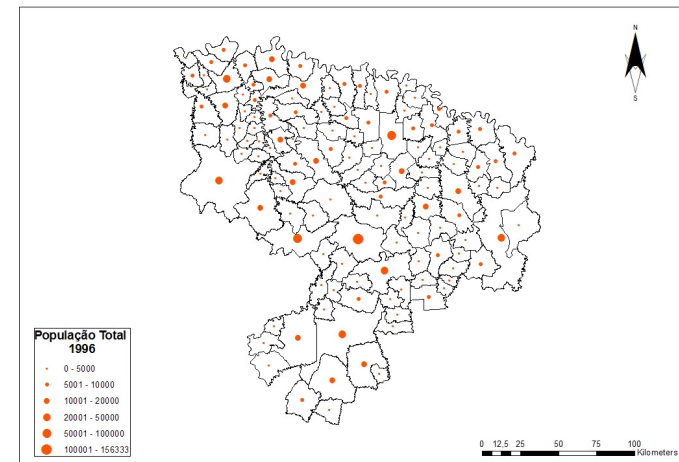 N
S
População Total
1996
0 - 5000
5001 - 10000
10001 - 20000
20001 - 50000
50001 - 100000
100001 - 156333
0 12,5 25 50 75 100
Kilometers